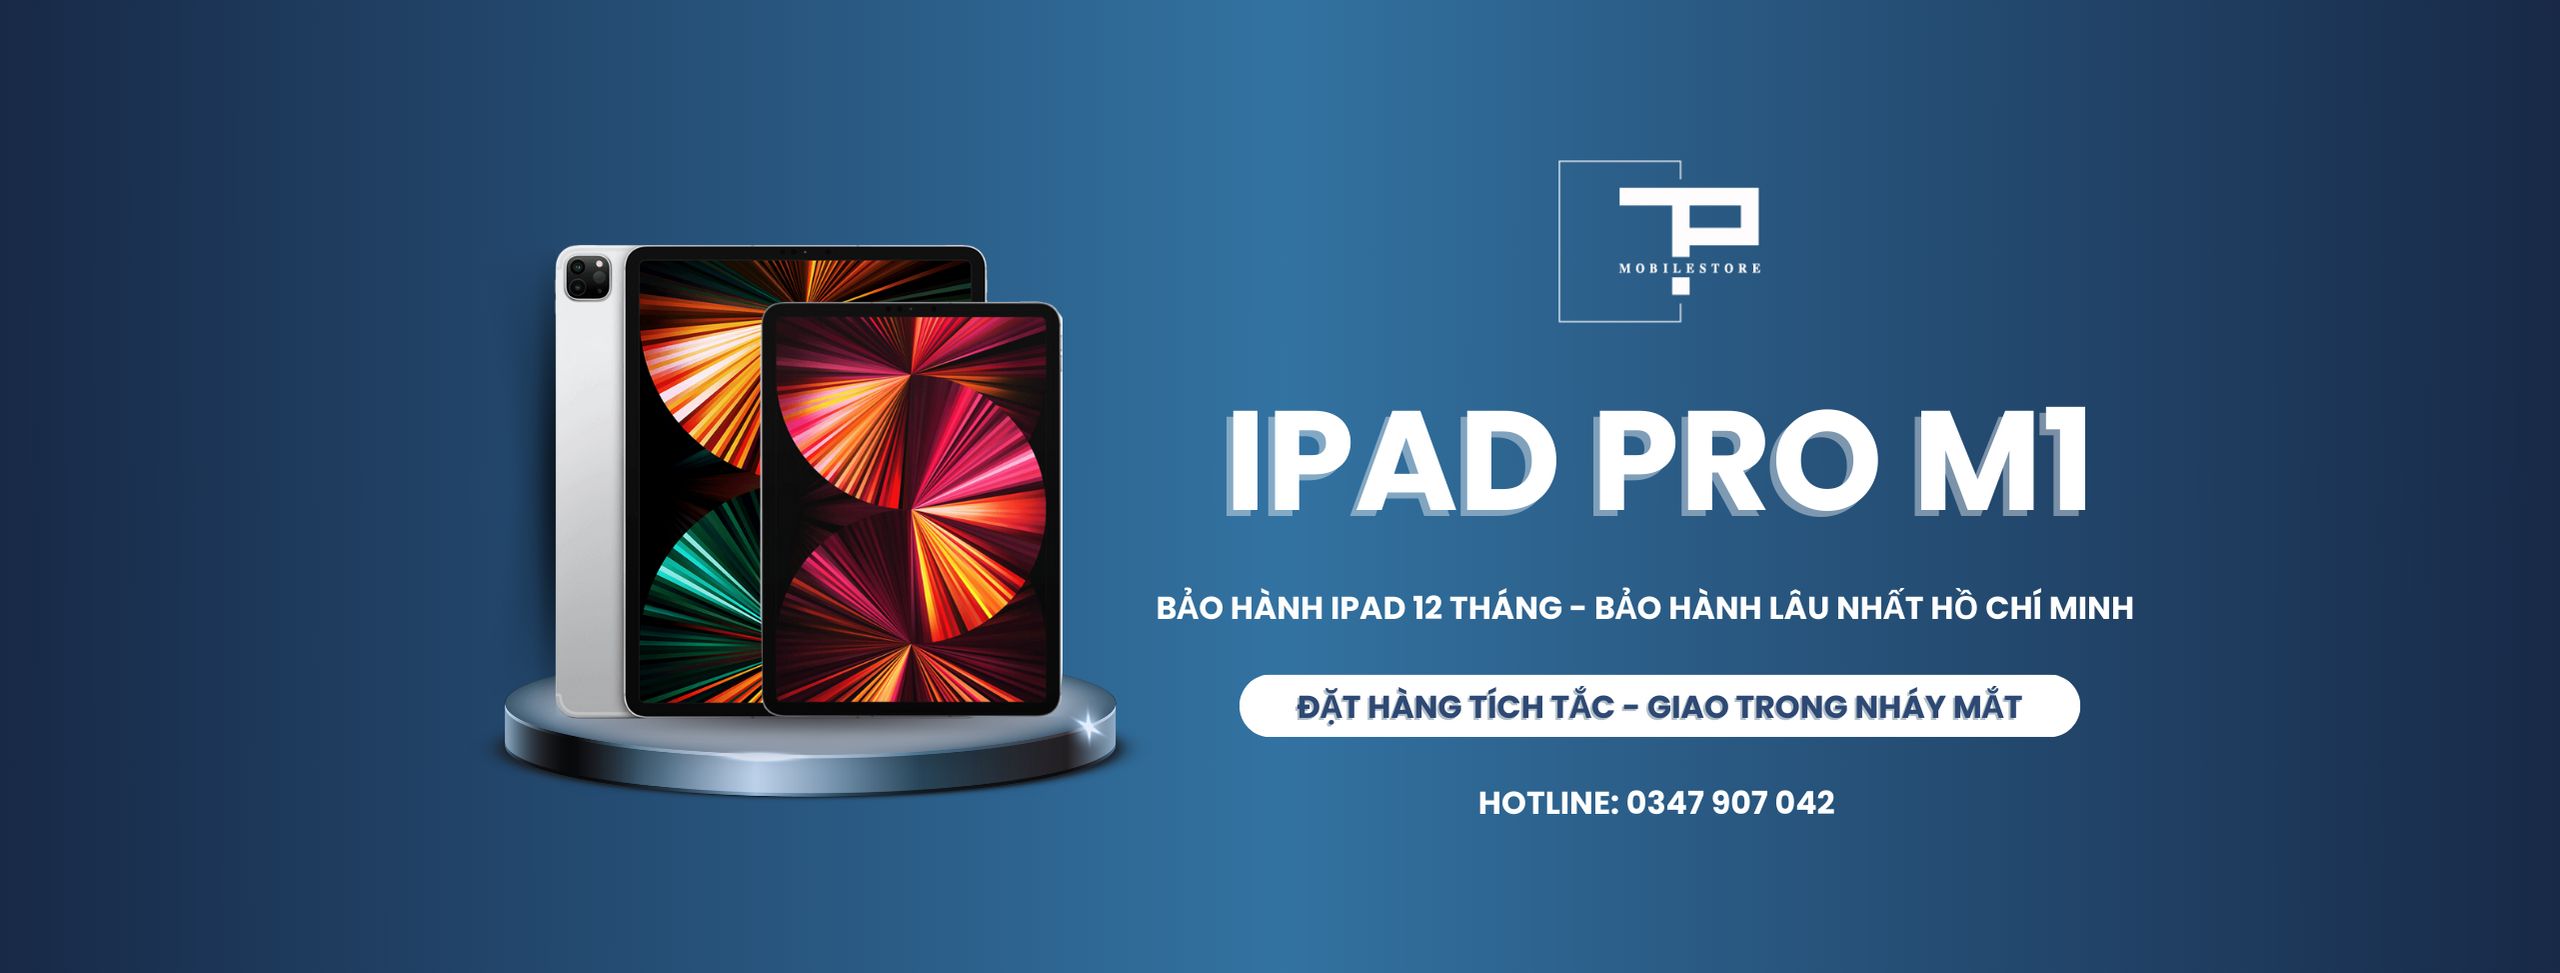 TP
MOBILESTORE
IPAD PRO M1
BẢO HÀNH IPAD 12 THÁNG - BẢO HÀNH LÂU NHẤT HỒ CHÍ MINH
ĐẶT HÀNG TÍCH TẮC - GIAO TRONG NHÁY MẮT
HOTLINE: 0347 907 042